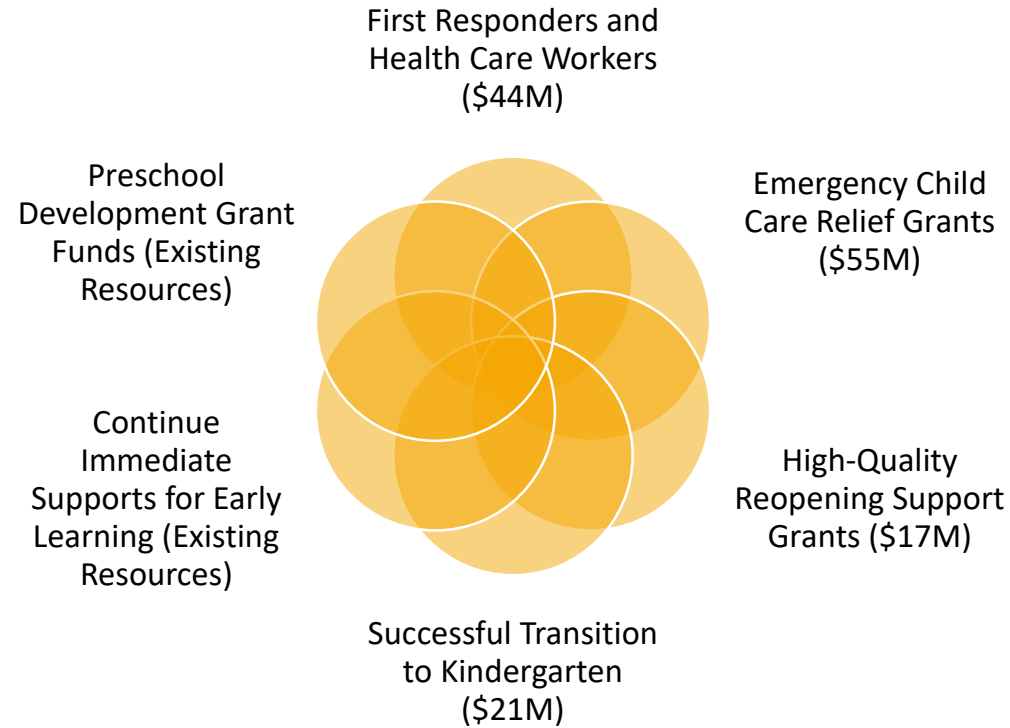 First Responders and
Health Care Workers
($44M)
Emergency Child
Care Relief Grants
($55M)
High-Quality
Reopening Support
Grants ($17M)
Successful Transition
to Kindergarten
($21M)
Continue
Immediate
Supports for Early
Learning (Existing
Resources)
Preschool
Development Grant
Funds (Existing
Resources)